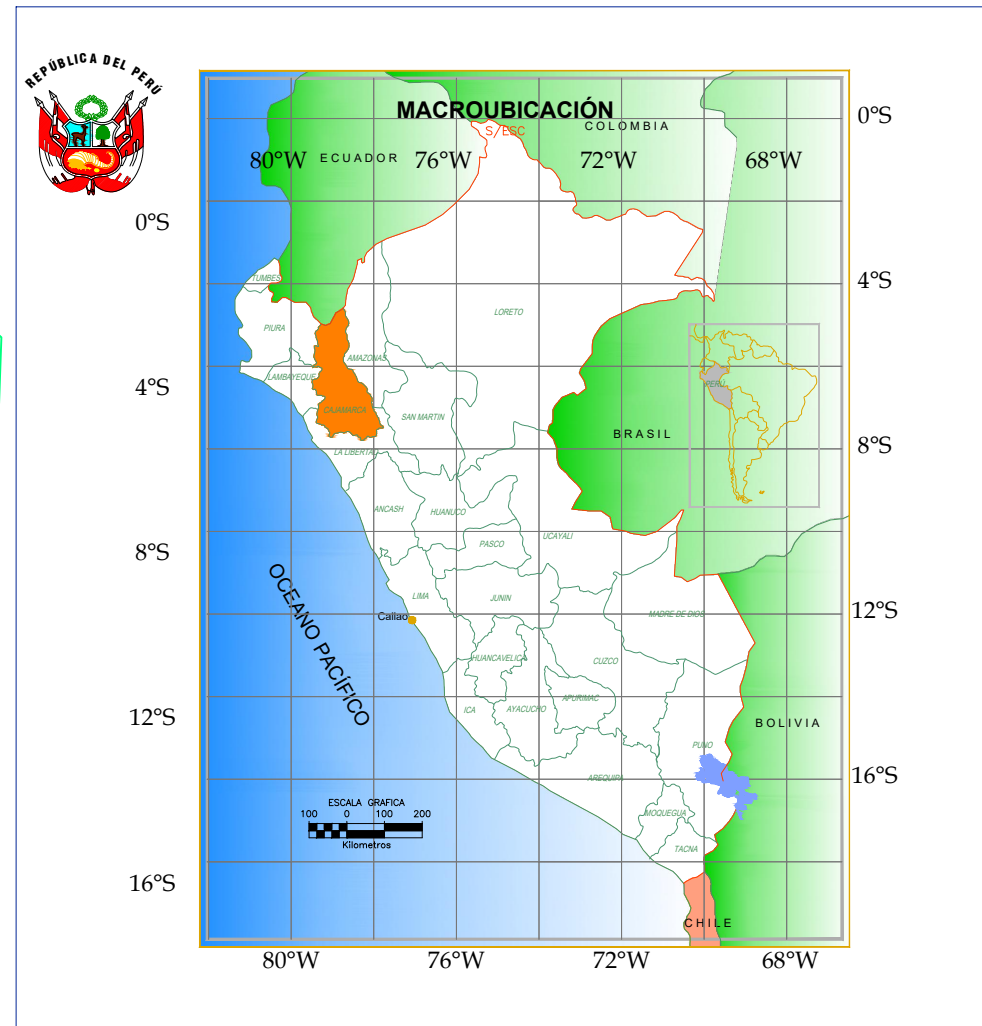 REPÚBLICA DEL PERÚ
MACROUBICACIÓN
S/ESC
COLOMBIA
80°W
ECUADOR
76°W
72°W
68°W
0°S
0°S
TUMBES
4°S
PIURA
LORETO
AMAZONAS
LAMBAYEQUE
4°S
PERÚ
CAJAMARCA
SAN MARTIN
BRASIL
8°S
LA LIBERTAD
ANCASH
HUANUCO
UCAYALI
PASCO
8°S
OCEANO PACÍFICO
LIMA
JUNIN
12°S
MADRE DE DIOS
Callao
HUANCAVELICA
CUZCO
APURIMAC
ICA
AYACUCHO
12°S
BOLIVIA
PUNO
16°S
AREQUIPA
ESCALA GRAFICA
100 0 100 200
Kilometros
MOQUEGUA
TACNA
16°S
CHILE
80°W
76°W
72°W
68°W